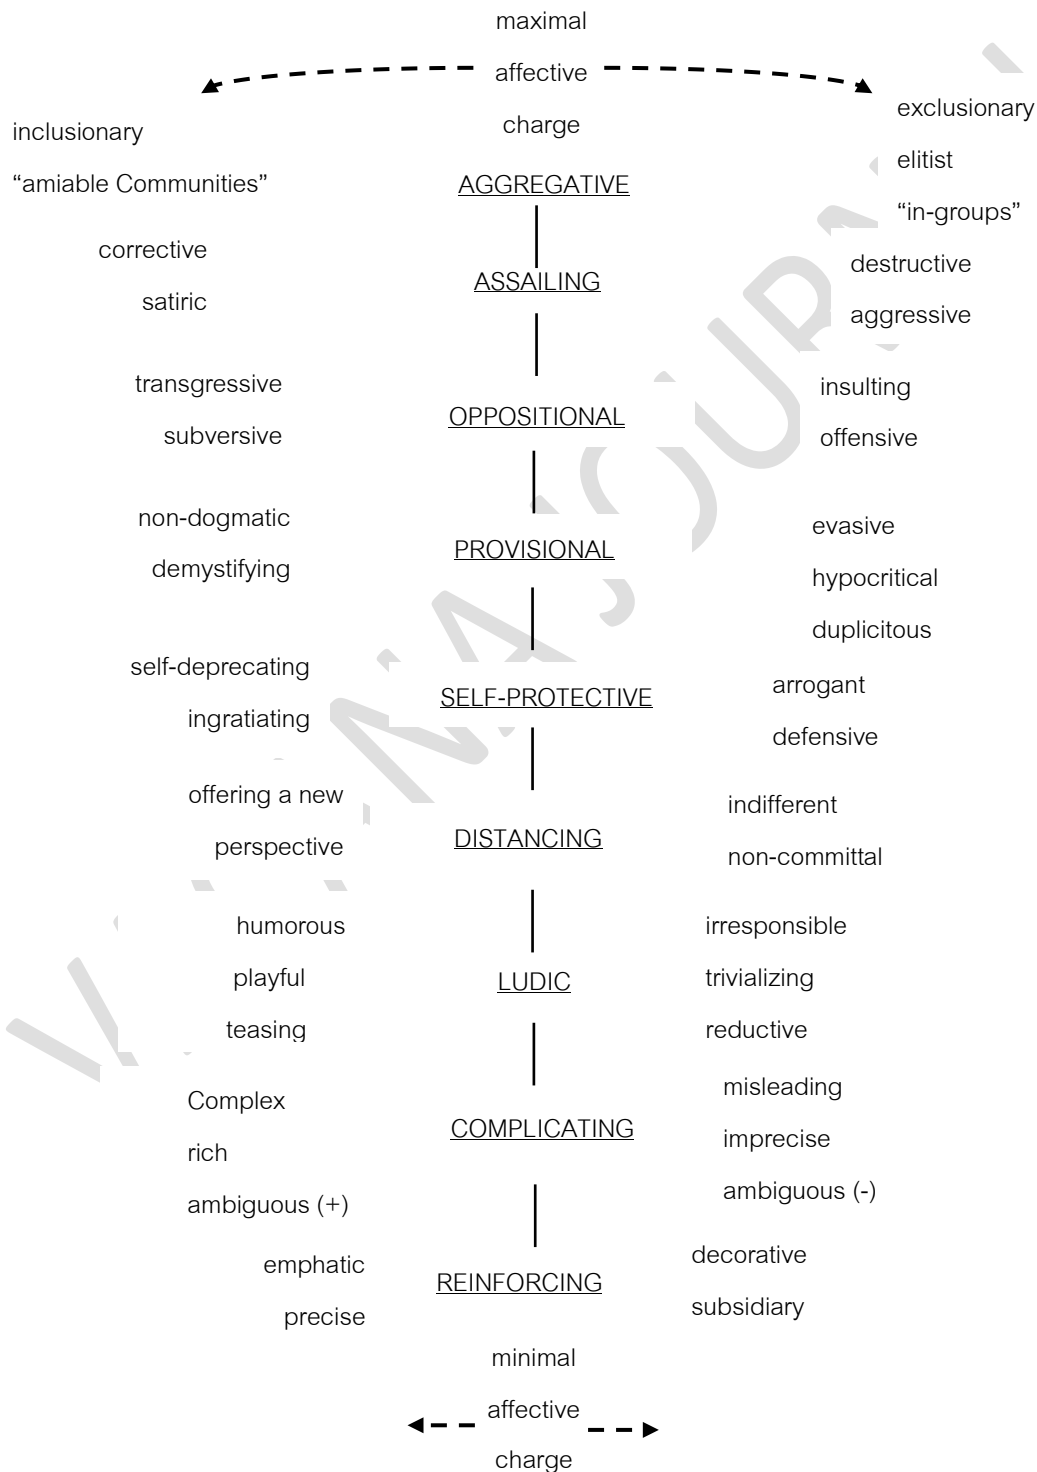 maximal
affective
charge
inclusionary
“amiable Communities”
AGGREGATIVE
exclusionary
elitist
“in-groups”
corrective
satiric
ASSAILING
destructive
aggressive
transgressive
subversive
OPPOSITIONAL
insulting
offensive
non-dogmatic
demystifying
PROVISIONAL
evasive
hypocritical
duplicitous
self-deprecating
ingratiating
SELF-PROTECTIVE
arrogant
defensive
offering a new
perspective
DISTANCING
indifferent
non-committal
humorous
playful
teasing
LUDIC
irresponsible
trivializing
reductive
Complex
rich
ambiguous (+)
COMPLICATING
misleading
imprecise
ambiguous (-)
emphatic
precise
REINFORCING
decorative
subsidiary
minimal
affective
charge